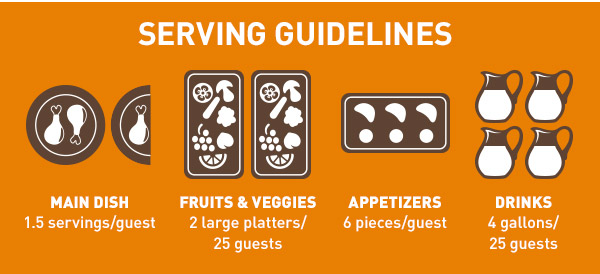 SERVING GUIDELINES
MAIN DISH
1.5 servings/guest
FRUITS & VEGGIES
2 large platters/
25 guests
APPETIZERS
6 pieces/guest
DRINKS
4 gallons/
25 guests